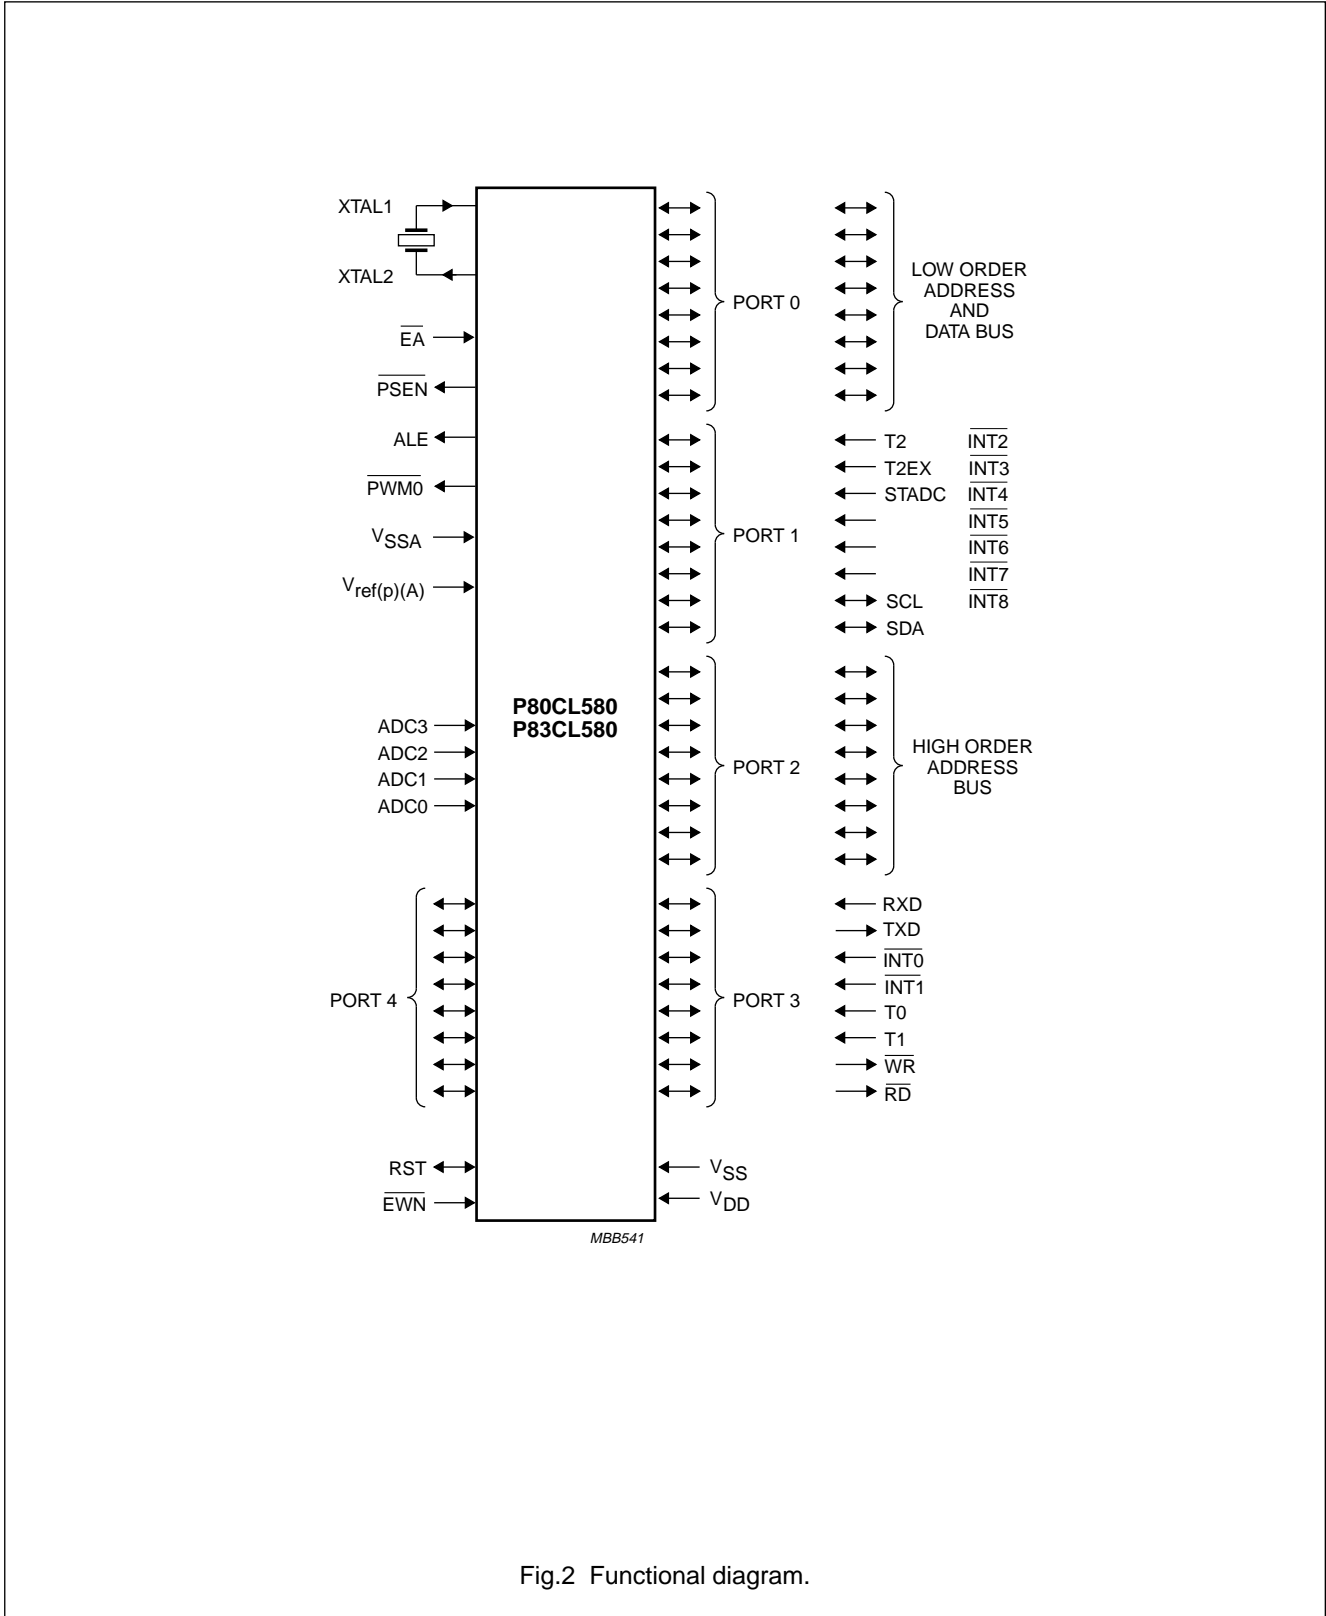 XTAL1
XTAL2
EA
PSEN
ALE
PWM0
VSSA
Vref(p)(A)
ADC3
ADC2
ADC1
ADC0
PORT 4
RST
EWN
P80CL580
P83CL580
PORT 0
PORT 1
PORT 2
PORT 3
VSS
VDD
LOW ORDER
ADDRESS
AND
DATA BUS
T2 INT2
T2EX INT3
STADC INT4
INT5
INT6
INT7
SCL INT8
SDA
HIGH ORDER
ADDRESS
BUS
RXD
TXD
INT0
INT1
T0
T1
WR
RD
MBB541
Fig.2 Functional diagram.